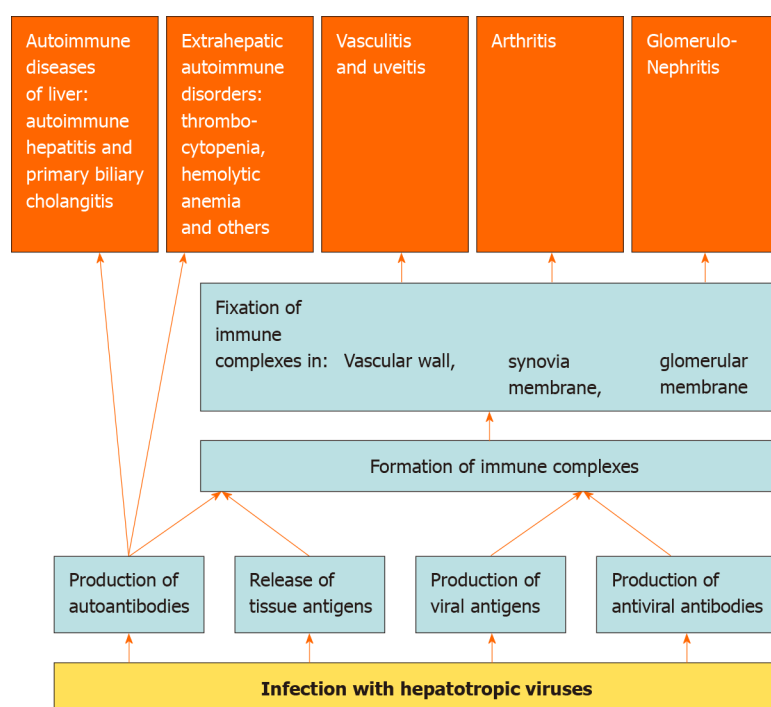 Autoimmune
diseases
of liver:
autoimmune
hepatitis and
primary biliary
cholangitis
Extrahepatic
autoimmune
disorders:
thrombo-
cytopenia,
hemolytic
anemia
and others
Vasculitis
and uveitis
Arthritis
Glomerulo-
Nephritis
Fixation of
immune
complexes in:
Vascular wall,
synovia
membrane,
glomerular
membrane
Formation of immune complexes
Production of
autoantibodies
Release of
tissue antigens
Production of
viral antigens
Production of
antiviral antibodies
Infection with hepatotropic viruses